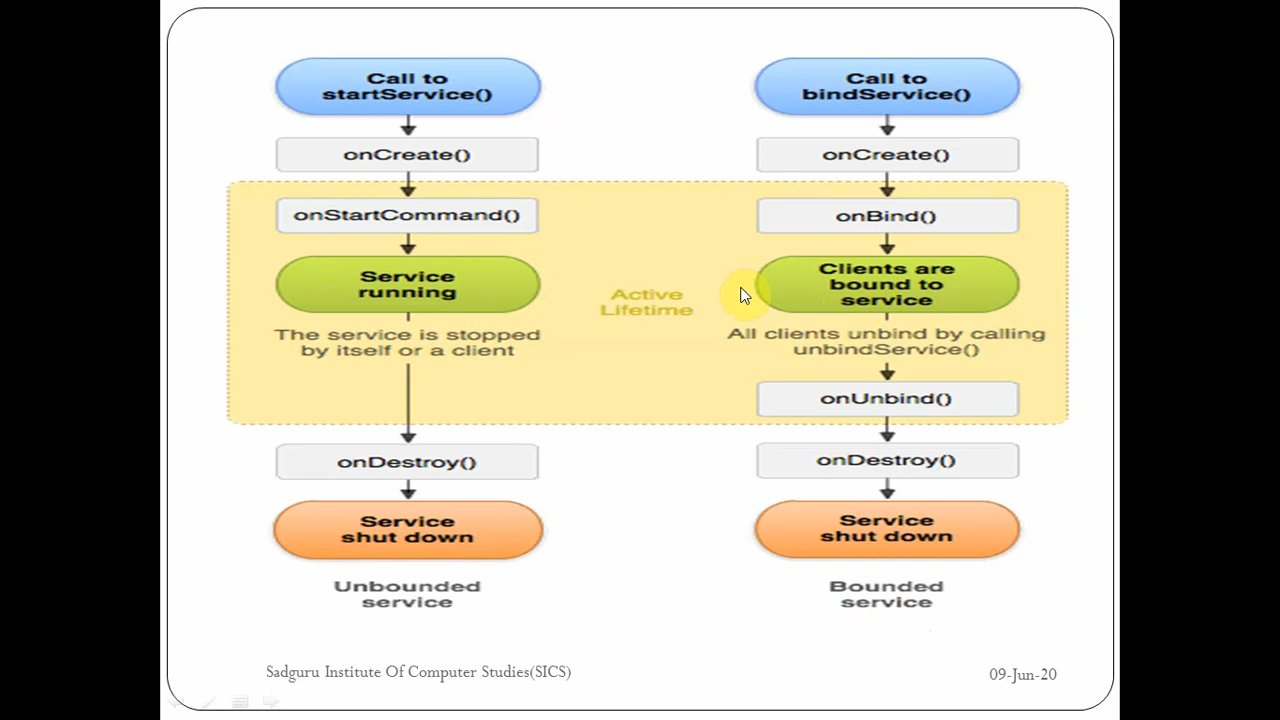 Call to
startService()
onCreate()
onStartCommand()
Service
running
The service is stopped
by itself or a client
onDestroy()
Service
shut down
Unbounded
service
Active
Lifetime
Call to
bindService()
onCreate()
onBind()
Clients are
bound to
service
All clients unbind by calling
unbindService()
onUnbind()
onDestroy()
Service
shut down
Bounded
service
Sadguru Institute Of Computer Studies(SICS)
09-Jun-20